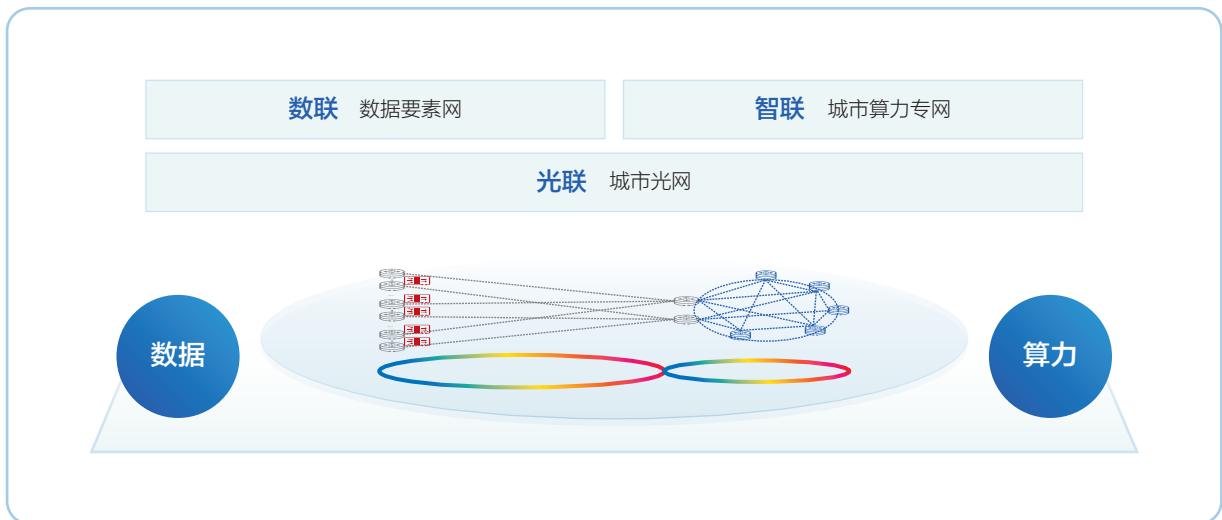 数联 数据要素网
智联 城市算力专网
光联 城市光网
数据
算力